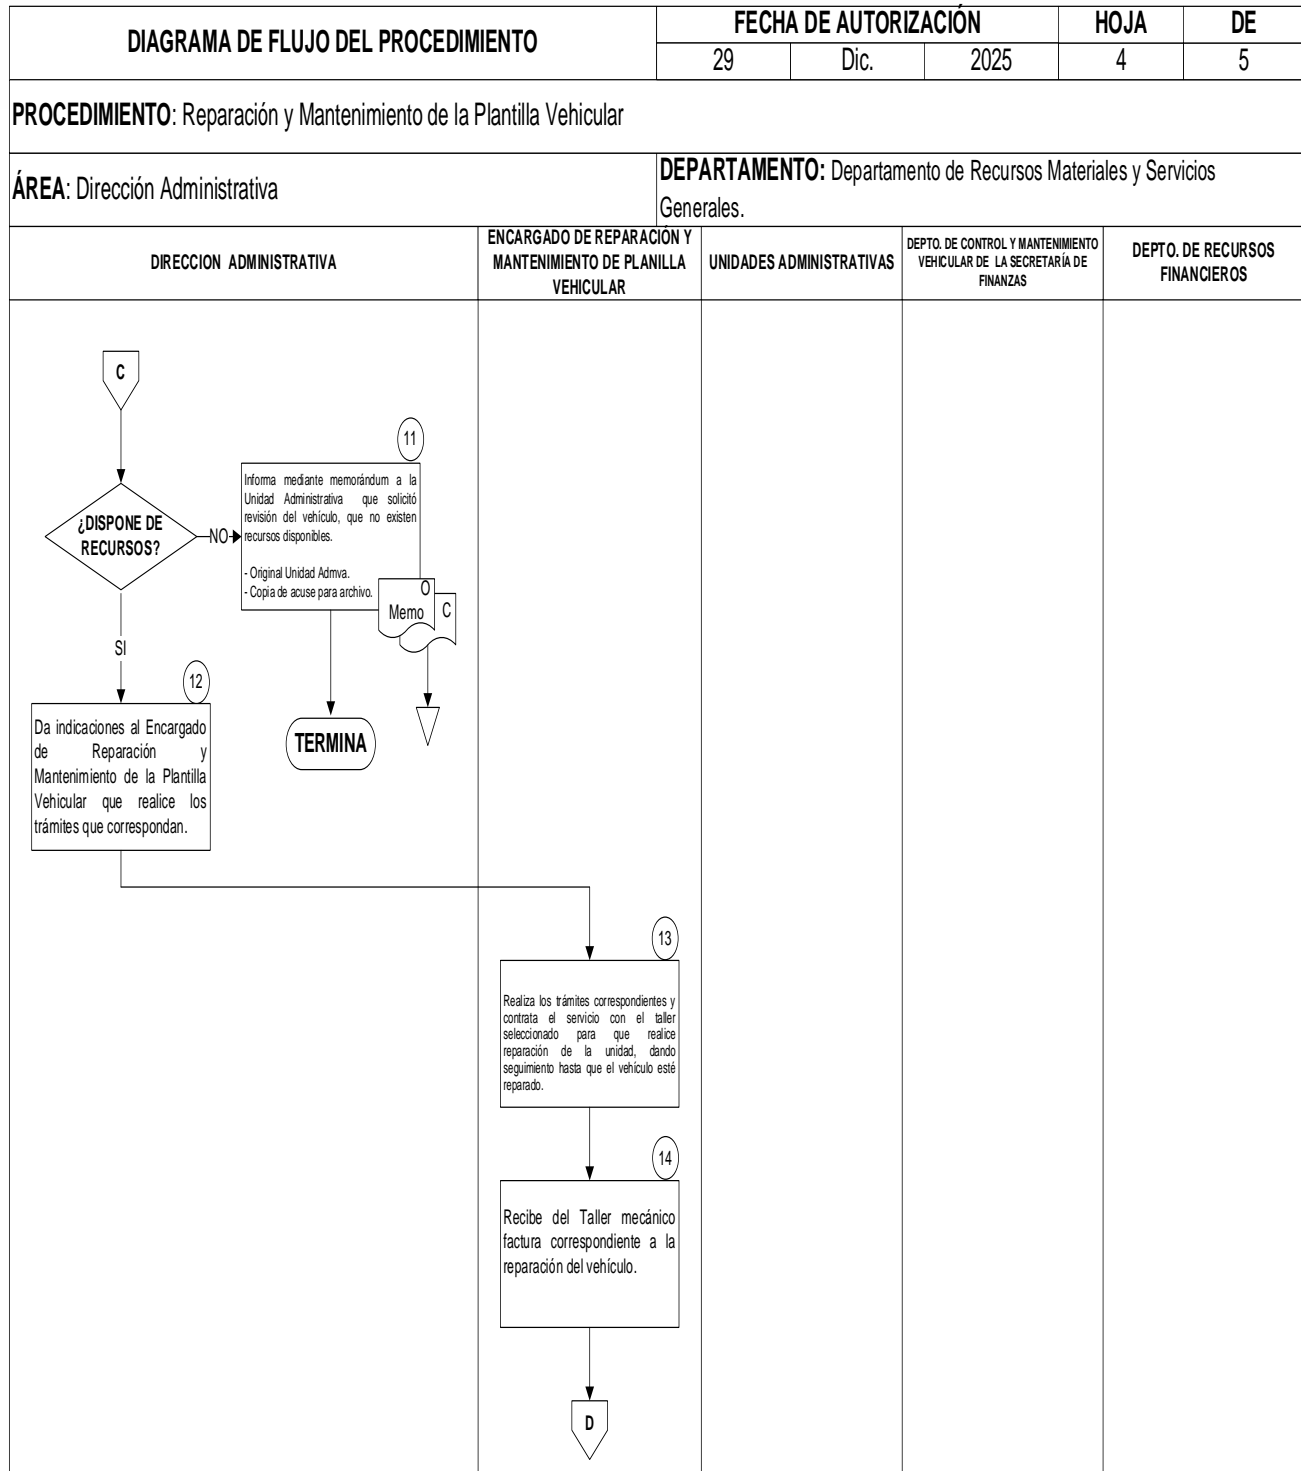 DIAGRAMA DE FLUJO DEL PROCEDIMIENTO
FECHA DE AUTORIZACIÓN
HOJA
DE
29
Dic.
2025
4
5
PROCEDIMIENTO: Reparación y Mantenimiento de la Plantilla Vehicular
ÁREA: Dirección Administrativa
DEPARTAMENTO: Departamento de Recursos Materiales y Servicios
Generales.
DIRECCION ADMINISTRATIVA
ENCARGADO DE REPARACIÓN Y
MANTENIMIENTO DE PLANILLA
VEHICULAR
UNIDADES ADMINISTRATIVAS
DEPTO. DE CONTROL Y MANTENIMIENTO
VEHICULAR DE LA SECRETARÍA DE
FINANZAS
DEPTO. DE RECURSOS
FINANCIEROS
C
11
Informa mediante memorándum a la
Unidad Administrativa que solicitó
revisión del vehículo, que no existen
recursos disponibles.
- Original Unidad Admva.
- Copia de acuse para archivo.
¿DISPONE DE
RECURSOS?
NO
O
Memo
C
SI
12
Da indicaciones al Encargado
de Reparación y
Mantenimiento de la Plantilla
Vehicular que realice los
trámites que correspondan.
TERMINA
13
Realiza los trámites correspondientes y
contrata el servicio con el taller
seleccionado para que realice
reparación de la unidad, dando
seguimiento hasta que el vehículo esté
reparado.
14
Recibe del Taller mecánico
factura correspondiente a la
reparación del vehículo.
D